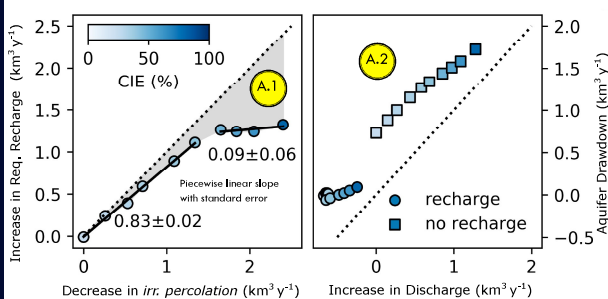 2.5
2.0
1.5
1.0
0.5
0.0
Increase in Req. Recharge (km³ y⁻¹)
0
100
CIE (%)
A.1
0.09±0.06
Piecewise linear slope
with standard error
0.83±0.02
0
1
2
Decrease in irr. percolation (km³ y⁻¹)
A.2
recharge
no recharge
0
1
2
Increase in Discharge (km³ y⁻¹)
2.0
1.5
1.0
0.5
0.0
−0.5
Aquifer Drawdown (km³ y⁻¹)